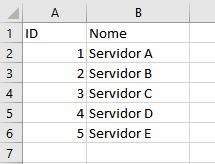 A B
1 ID Nome
2 1 Servidor A
3 2 Servidor B
4 3 Servidor C
5 4 Servidor D
6 5 Servidor E
7